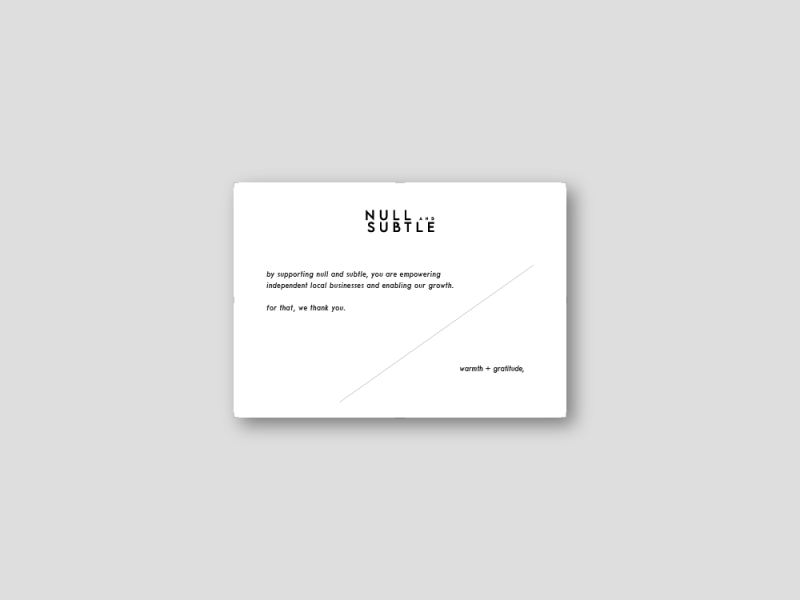 NULL AND
SUBTLE
by supporting null and subtle, you are empowering
independent local businesses and enabling our growth.
for that, we thank you.
warmth + gratitude,